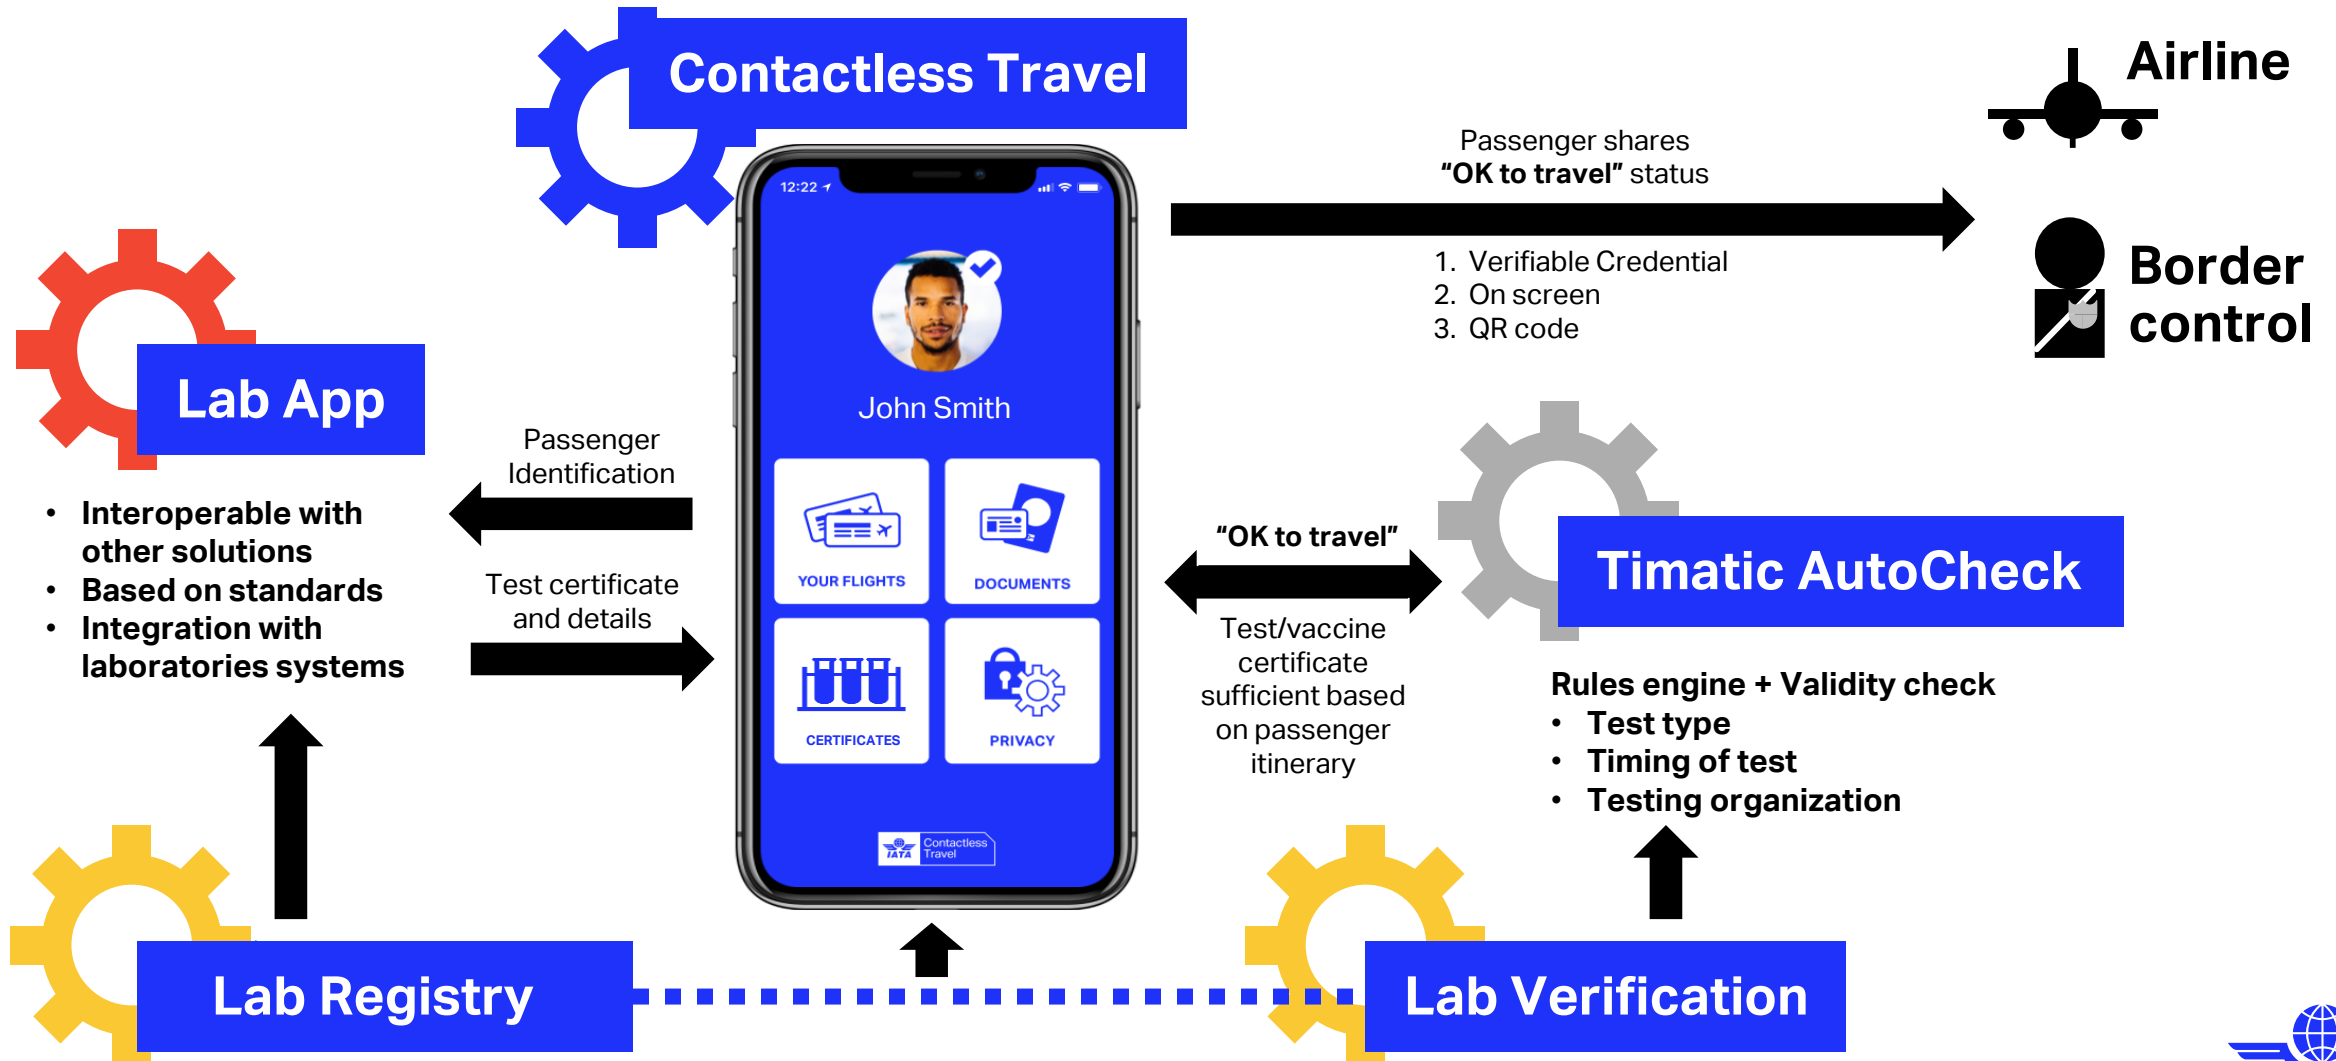 Contactless Travel
Airline
Passenger shares
“OK to travel” status
1. Verifiable Credential
2. On screen
3. QR code
Border
control
12:22
John Smith
YOUR FLIGHTS
DOCUMENTS
CERTIFICATES
PRIVACY
IATA
Contactless
Travel
Lab App
• Interoperable with
other solutions
• Based on standards
• Integration with
laboratories systems
Passenger
Identification
Test certificate
and details
“OK to travel”
Test/vaccine
certificate
sufficient based
on passenger
itinerary
Timatic AutoCheck
Rules engine + Validity check
• Test type
• Timing of test
• Testing organization
Lab Registry
Lab Verification